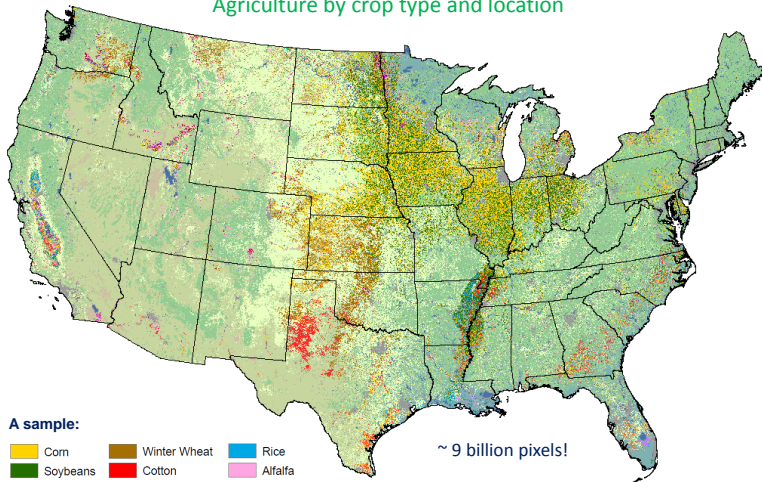 Agriculture by crop type and location
A sample:
Corn
Winter Wheat
Rice
Soybeans
Cotton
Alfalfa
~ 9 billion pixels!